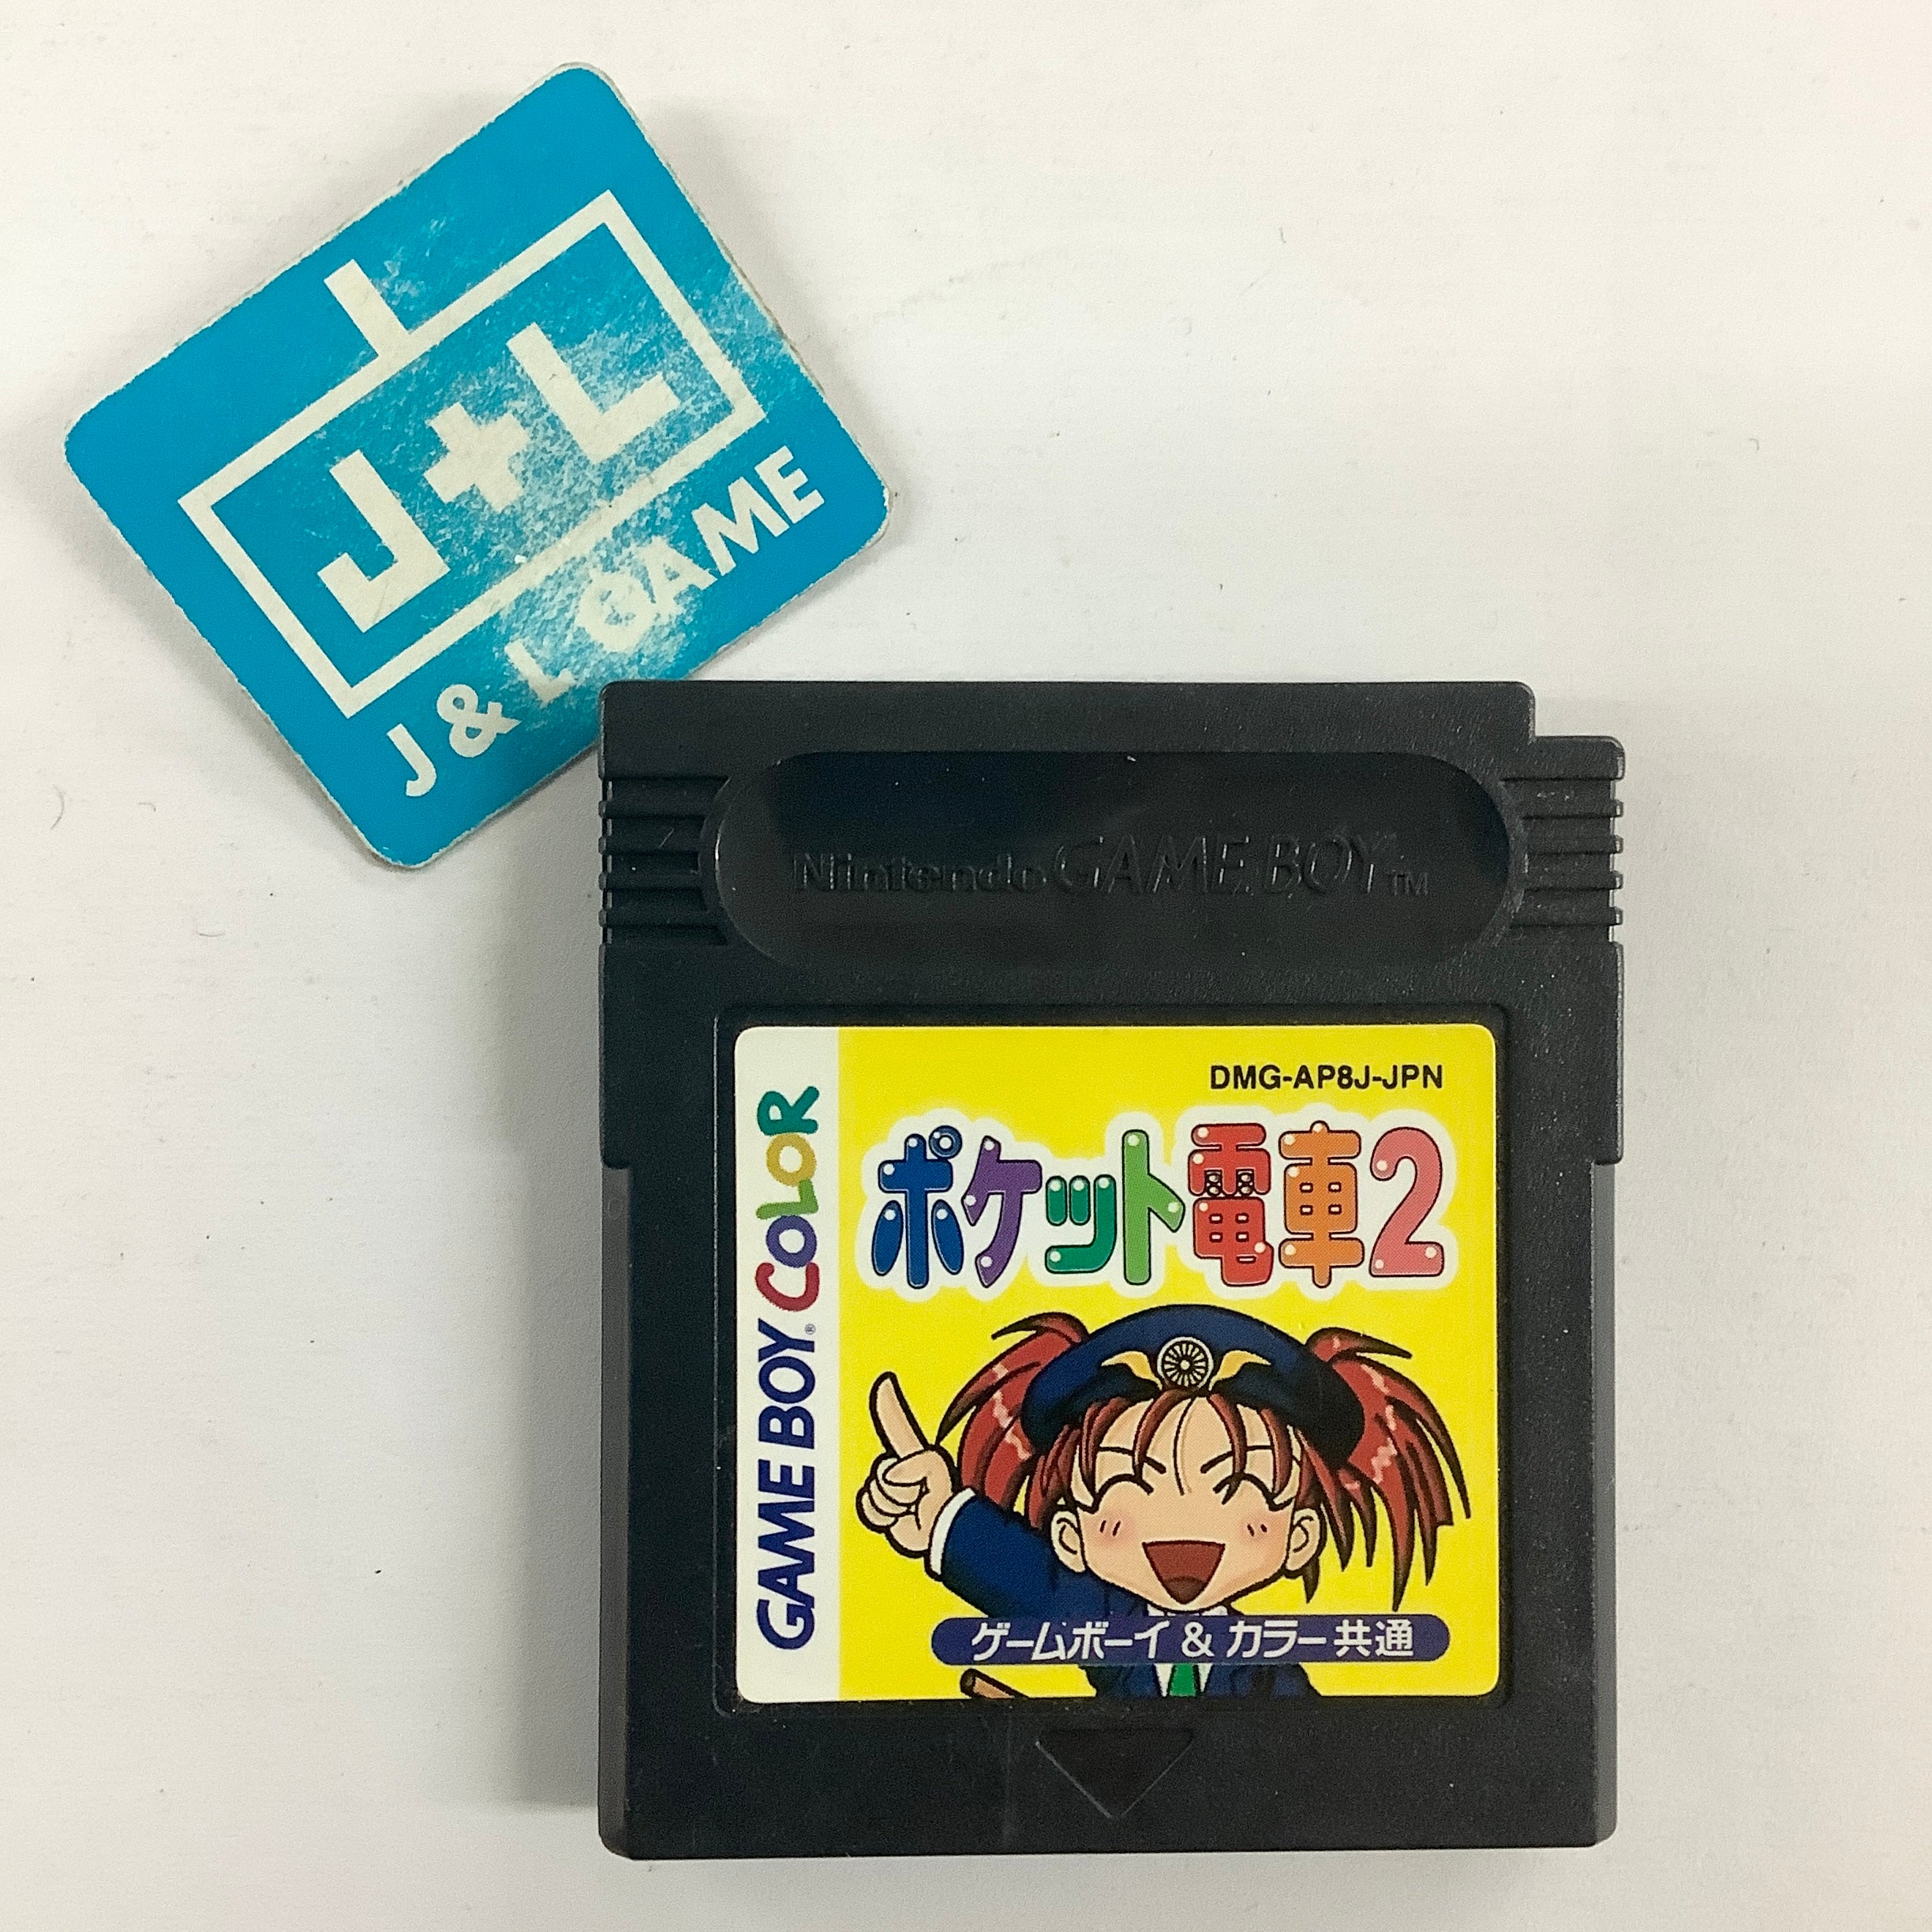 J+L
J & L GAME
Nintendo GAME BOY™
GAME BOY® COLOR
DMG-AP8J-JPN
ポケット電車2
ゲームボーイ & カラー共通